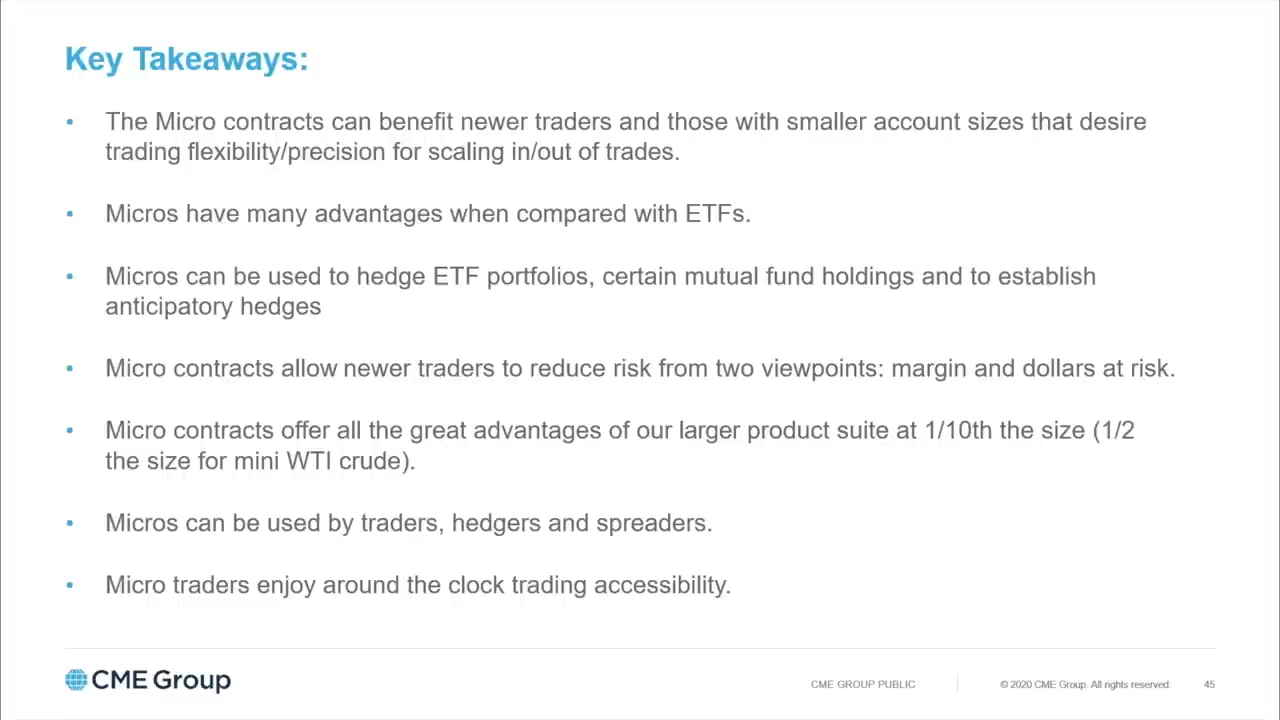 Key Takeaways:
• The Micro contracts can benefit newer traders and those with smaller account sizes that desire
trading flexibility/precision for scaling in/out of trades.
• Micros have many advantages when compared with ETFs.
• Micros can be used to hedge ETF portfolios, certain mutual fund holdings and to establish
anticipatory hedges
• Micro contracts allow newer traders to reduce risk from two viewpoints: margin and dollars at risk.
• Micro contracts offer all the great advantages of our larger product suite at 1/10th the size (1/2
the size for mini WTI crude).
• Micros can be used by traders, hedgers and spreaders.
• Micro traders enjoy around the clock trading accessibility.
CME Group
CME GROUP PUBLIC
© 2020 CME Group. All rights reserved.
45